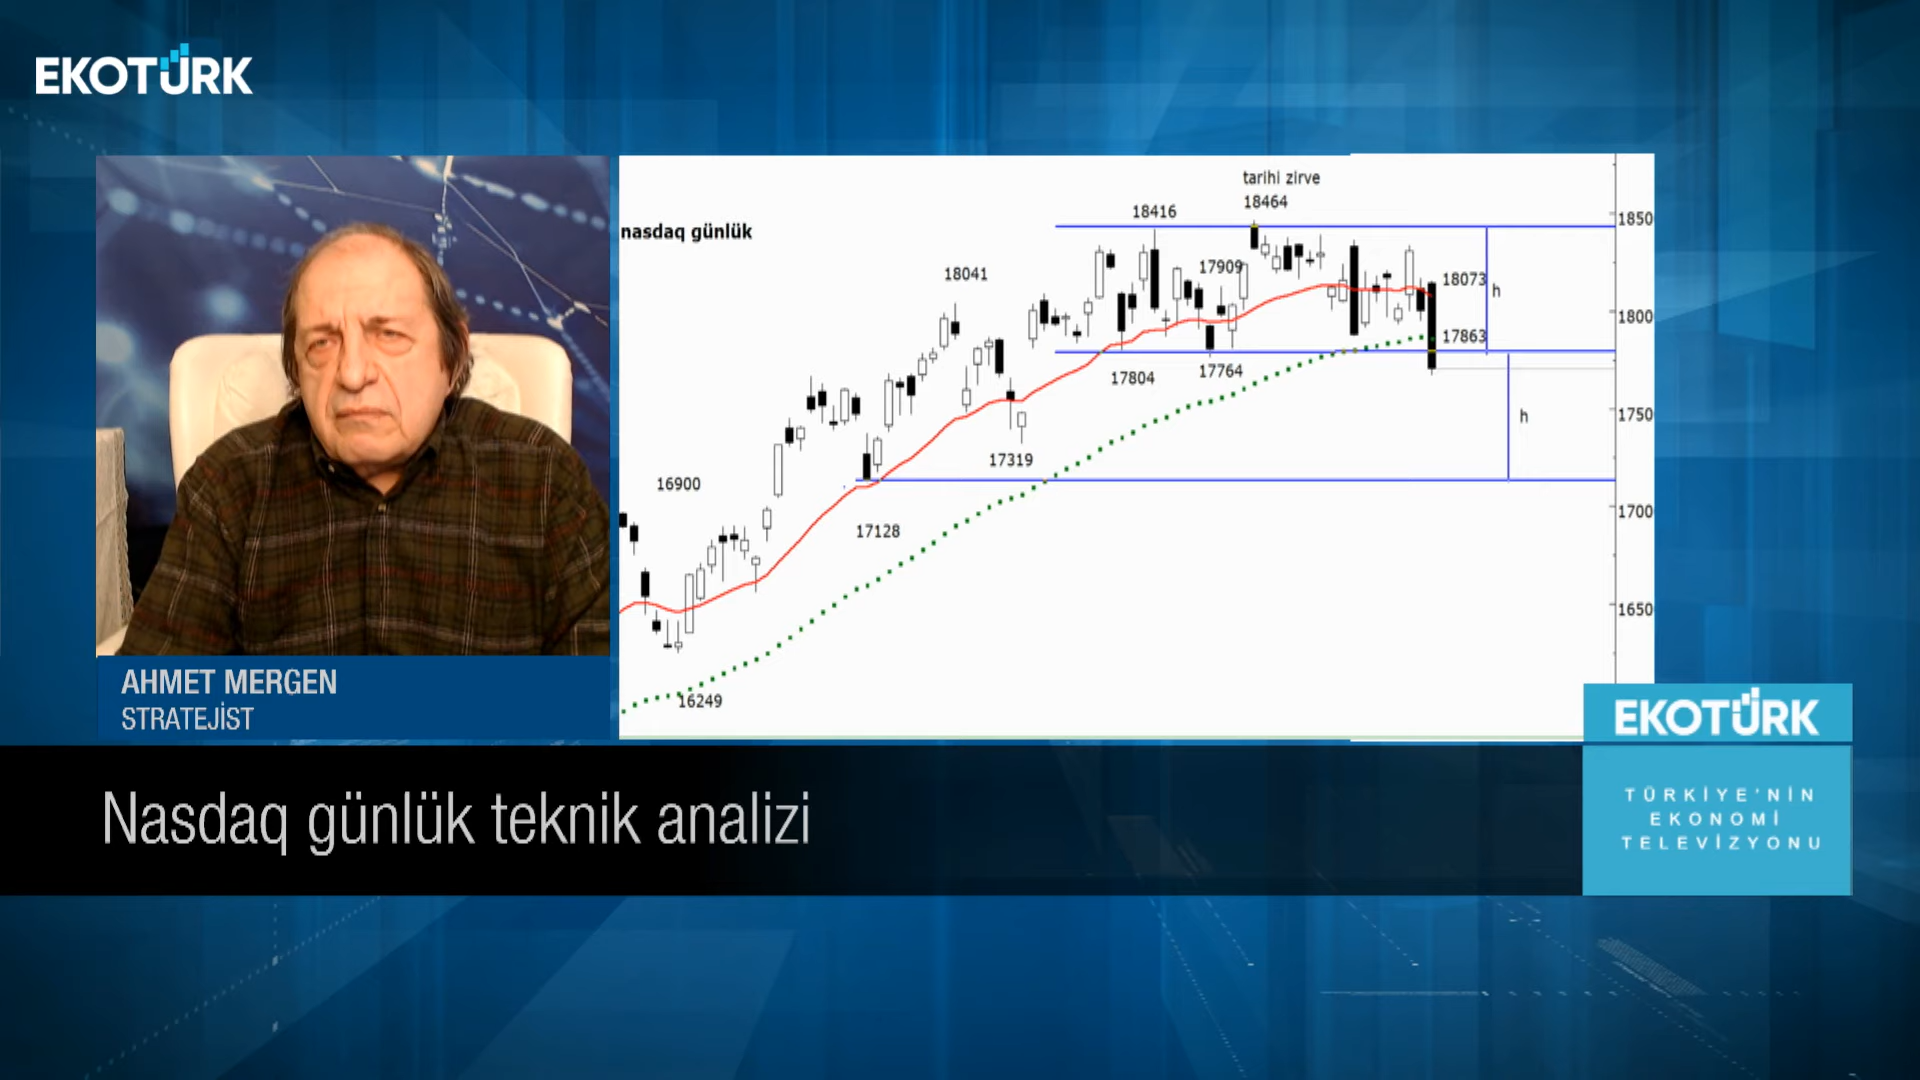 EKOTÜRK
nasdaq günlük
tarihi zirve
18464
18416
18041
17909
18073
h
17863
17804
17764
h
17319
16900
17128
16249
1850
1800
1750
1700
1650
AHMET MERGEN
STRATEJİST
EKOTÜRK
Nasdaq günlük teknik analizi
TÜRKİYE'NİN
EKONOMİ
TELEVİZYONU